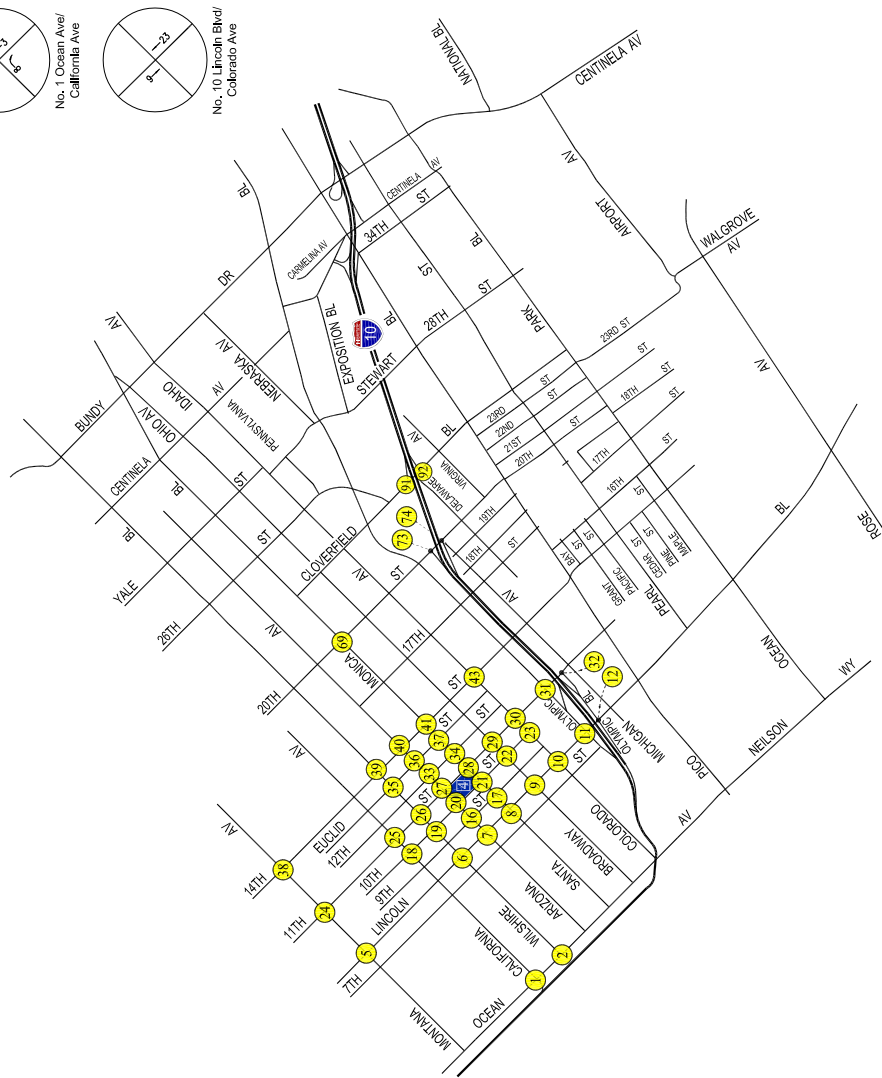 3
8
No. 1 Ocean Ave/
California Ave
23
9
No. 10 Lincoln Blvd/
Colorado Ave
NATIONAL BL
CENTINELA AV
BL
CARMELINA AV
CENTINELA AV
34TH ST
ST
BL
AV
AIRPORT
WALGROVE AV
DR
BUNDY
AV
IDAHO
OHIO AV
CENTINELA
BL
AV
NEBRASKA AV
PENNSYLVANIA
EXPOSITION BL
10
BL
STEWART
28TH ST
PARK
23RD ST
ST
18TH ST
ST
17TH
16TH ST
ST
23RD ST
22ND ST
21ST ST
20TH
AV
BL
VIRGINIA
DELAWARE
91
92
74
73
19TH
18TH ST
BL
YALE ST
26TH ST
CLOVERFIELD
AV
ST
AV
17TH
MONICA
20TH
69
BAY ST
ST
GRANT
PACIFIC
PEARL
CEDAR ST
PINE ST
MAPLE
AV
BL
ROSE
OCEAN
WY
NEILSON
PICO
AV
MICHIGAN
OLYMPIC
OLYMPIC BL
AV
32
12
31
11
43
ST
ST
ST
ST
41
37
40
36
34
39
35
33
28
27
26
25
4
20
21
29
22
30
23
10
9
17
16
19
18
8
7
6
ST
ST
AV
AV
EUCLID
12TH
10TH
9TH
LINCOLN
14TH
38
11TH
24
7TH
5
COLORADO
BROADWAY
SANTA
ARIZONA
WILSHIRE
CALIFORNIA
2
1
OCEAN
MONTANA